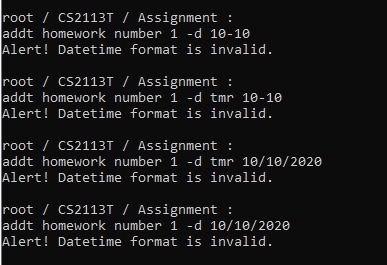 root / CS2113T / Assignment :
addt homework number 1 -d 10-10
Alert! Datetime format is invalid.
root / CS2113T / Assignment :
addt homework number 1 -d tmr 10-10
Alert! Datetime format is invalid.
root / CS2113T / Assignment :
addt homework number 1 -d tmr 10/10/2020
Alert! Datetime format is invalid.
root / CS2113T / Assignment :
addt homework number 1 -d 10/10/2020
Alert! Datetime format is invalid.